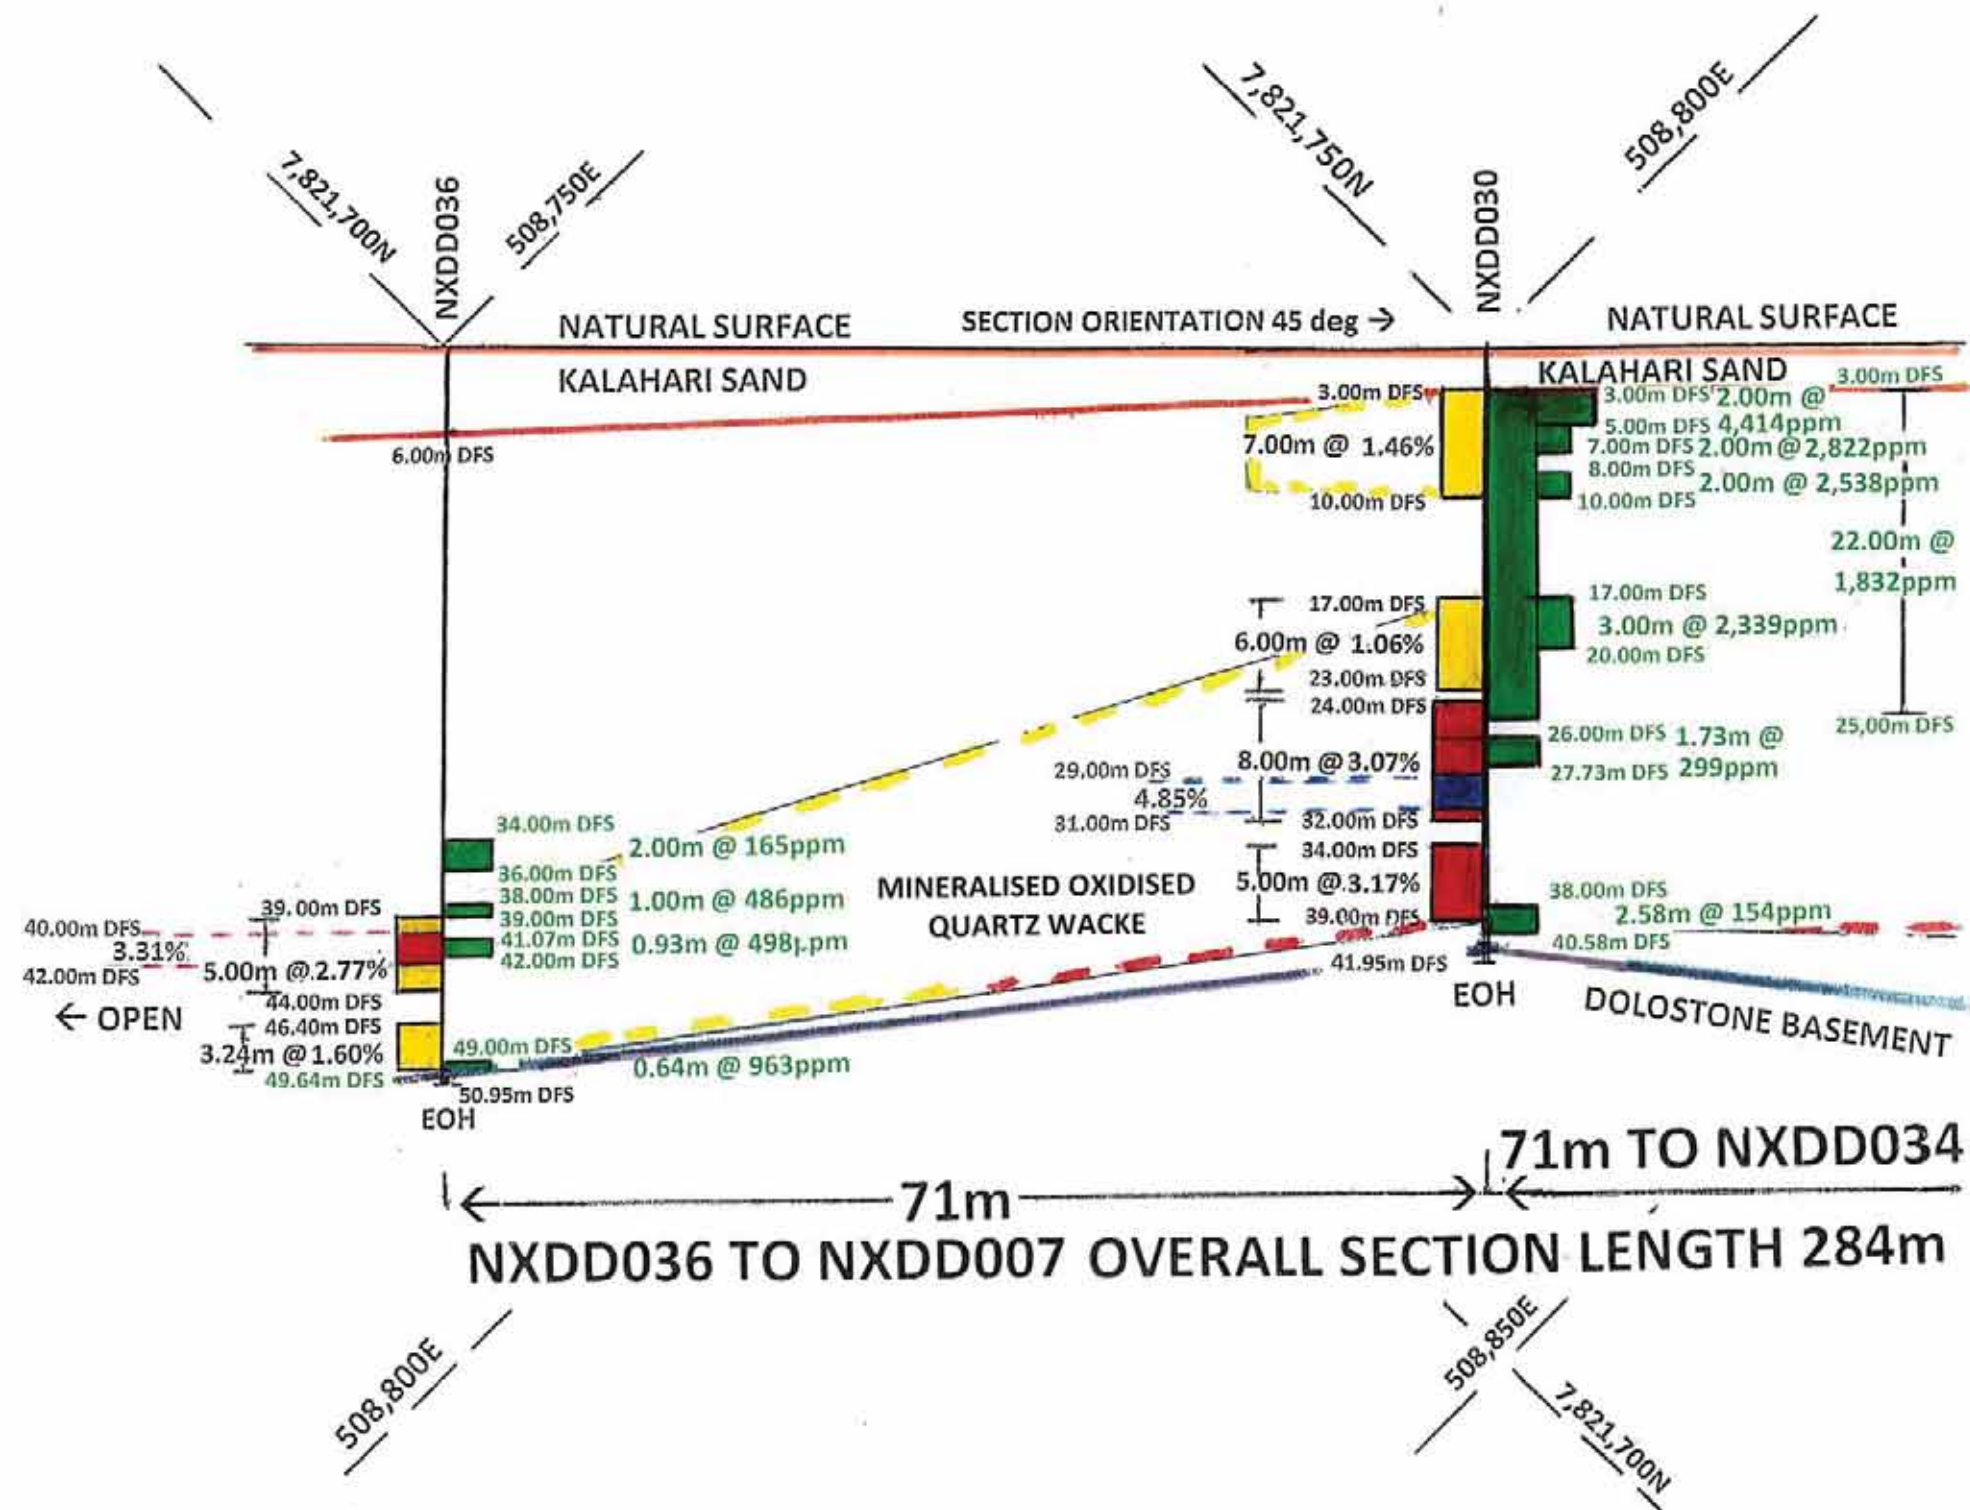 7,821,700N
NXDD036
508,750E
7,821,750N
NXDD030
508,800E
NATURAL SURFACE
SECTION ORIENTATION 45 deg →
NATURAL SURFACE
KALAHARI SAND
KALAHARI SAND
3.00m DFS
6.00m DFS
3.00m DFS
7.00m @ 1.46%
10.00m DFS
3.00m DFS 2.00m @
5.00m DFS 4,414ppm
7.00m DFS 2.00m @ 2,822ppm
8.00m DFS
2.00m @ 2,538ppm
10.00m DFS
22.00m @
1,832ppm
17.00m DFS
6.00m @ 1.06%
23.00m DFS
24.00m DFS
17.00m DFS
3.00m @ 2,339ppm
20.00m DFS
25,00m DFS
8.00m @ 3.07%
29.00m DFS
4.85%
31.00m DFS
32.00m DFS
26.00m DFS 1.73m @
27.73m DFS 299ppm
34.00m DFS
5.00m @ 3.17%
39.00m DFS
38.00m DFS
2.58m @ 154ppm
40.58m DFS
41.95m DFS
EOH
DOLOSTONE BASEMENT
MINERALISED OXIDISED
QUARTZ WACKE
34.00m DFS
2.00m @ 165ppm
36.00m DFS
38.00m DFS
1.00m @ 486ppm
39.00m DFS
41.07m DFS
0.93m @ 498ppm
42.00m DFS
39.00m DFS
40.00m DFS
3.31%
42.00m DFS
5.00m @ 2.77%
44.00m DFS
← OPEN
46.40m DFS
3.24m @ 1.60%
49.64m DFS
49.00m DFS
0.64m @ 963ppm
50.95m DFS
EOH
71m TO NXDD034
71m
NXDD036 TO NXDD007 OVERALL SECTION LENGTH 284m
508,800E
508,850E
7,821,700N